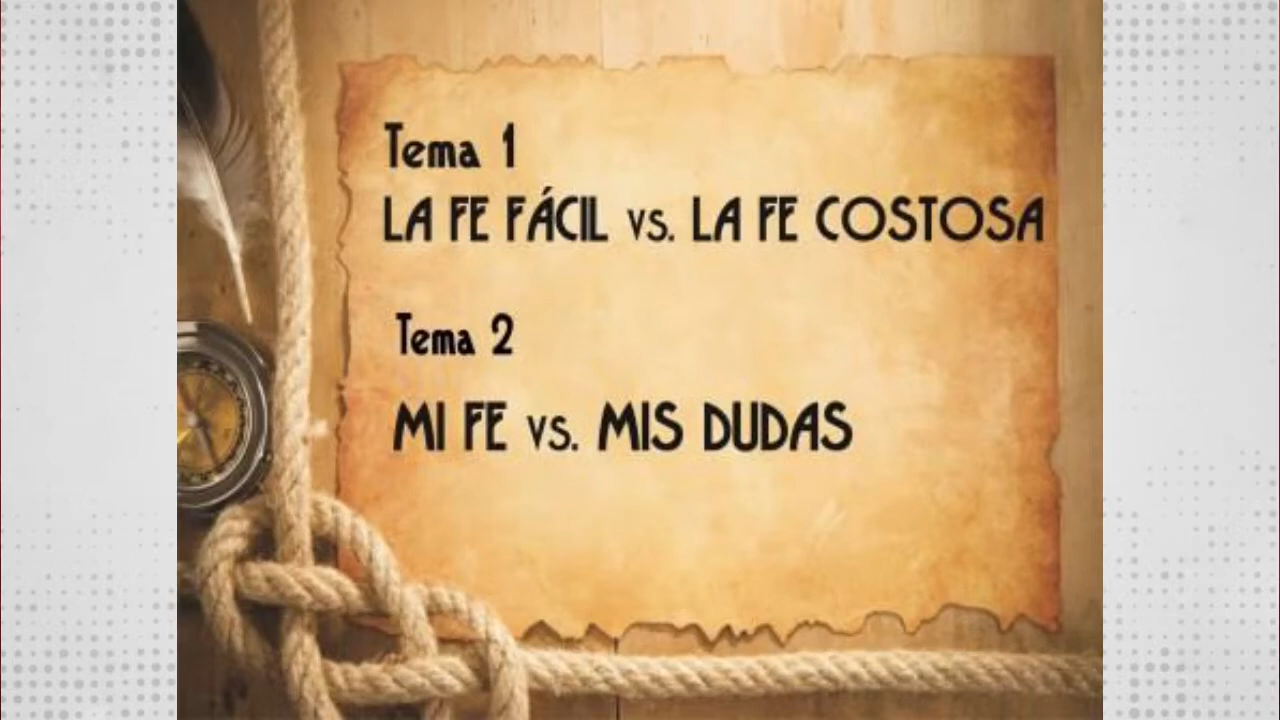 Tema 1
LA FE FÁCIL vs. LA FE COSTOSA
Tema 2
MI FE vs. MIS DUDAS